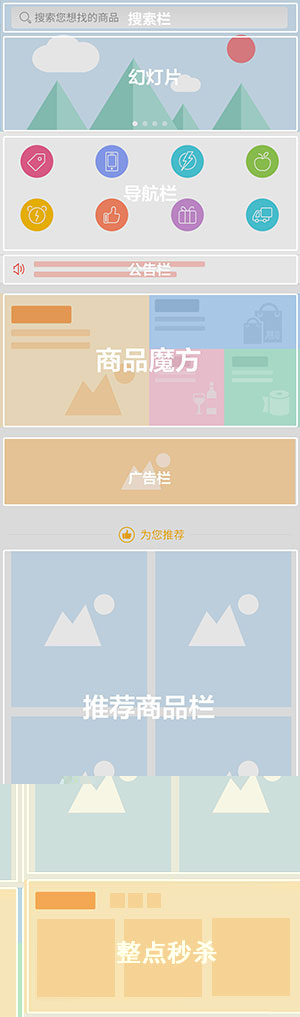 搜索您想找的商品 搜索栏
幻灯片
导航栏
公告栏
商品魔方
广告栏
为您推荐
推荐商品栏
整点秒杀